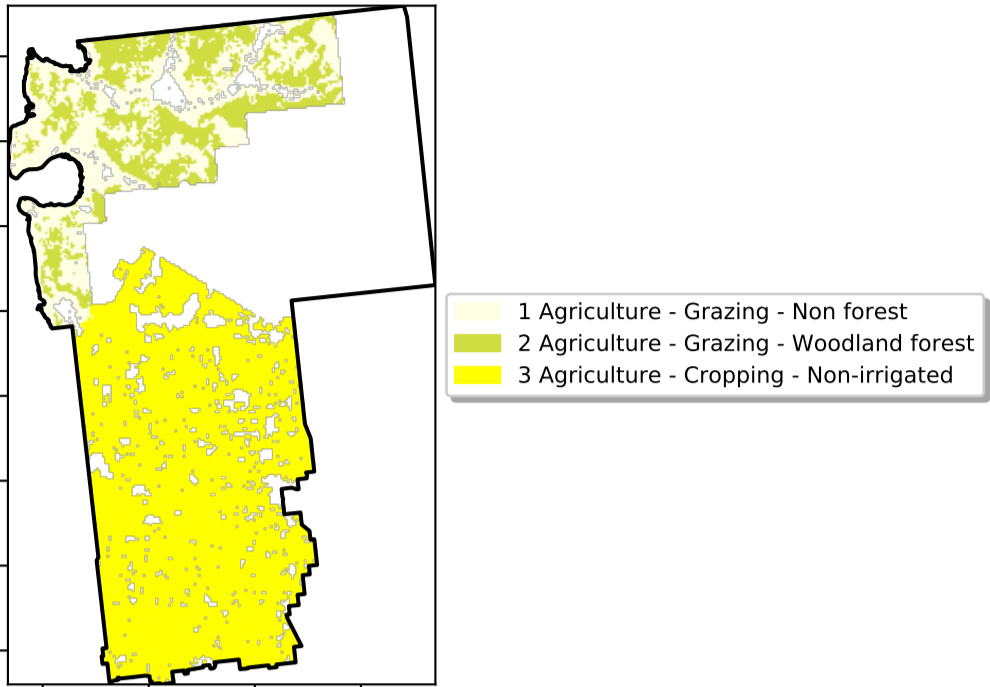 1 Agriculture - Grazing - Non forest
2 Agriculture - Grazing - Woodland forest
3 Agriculture - Cropping - Non-irrigated